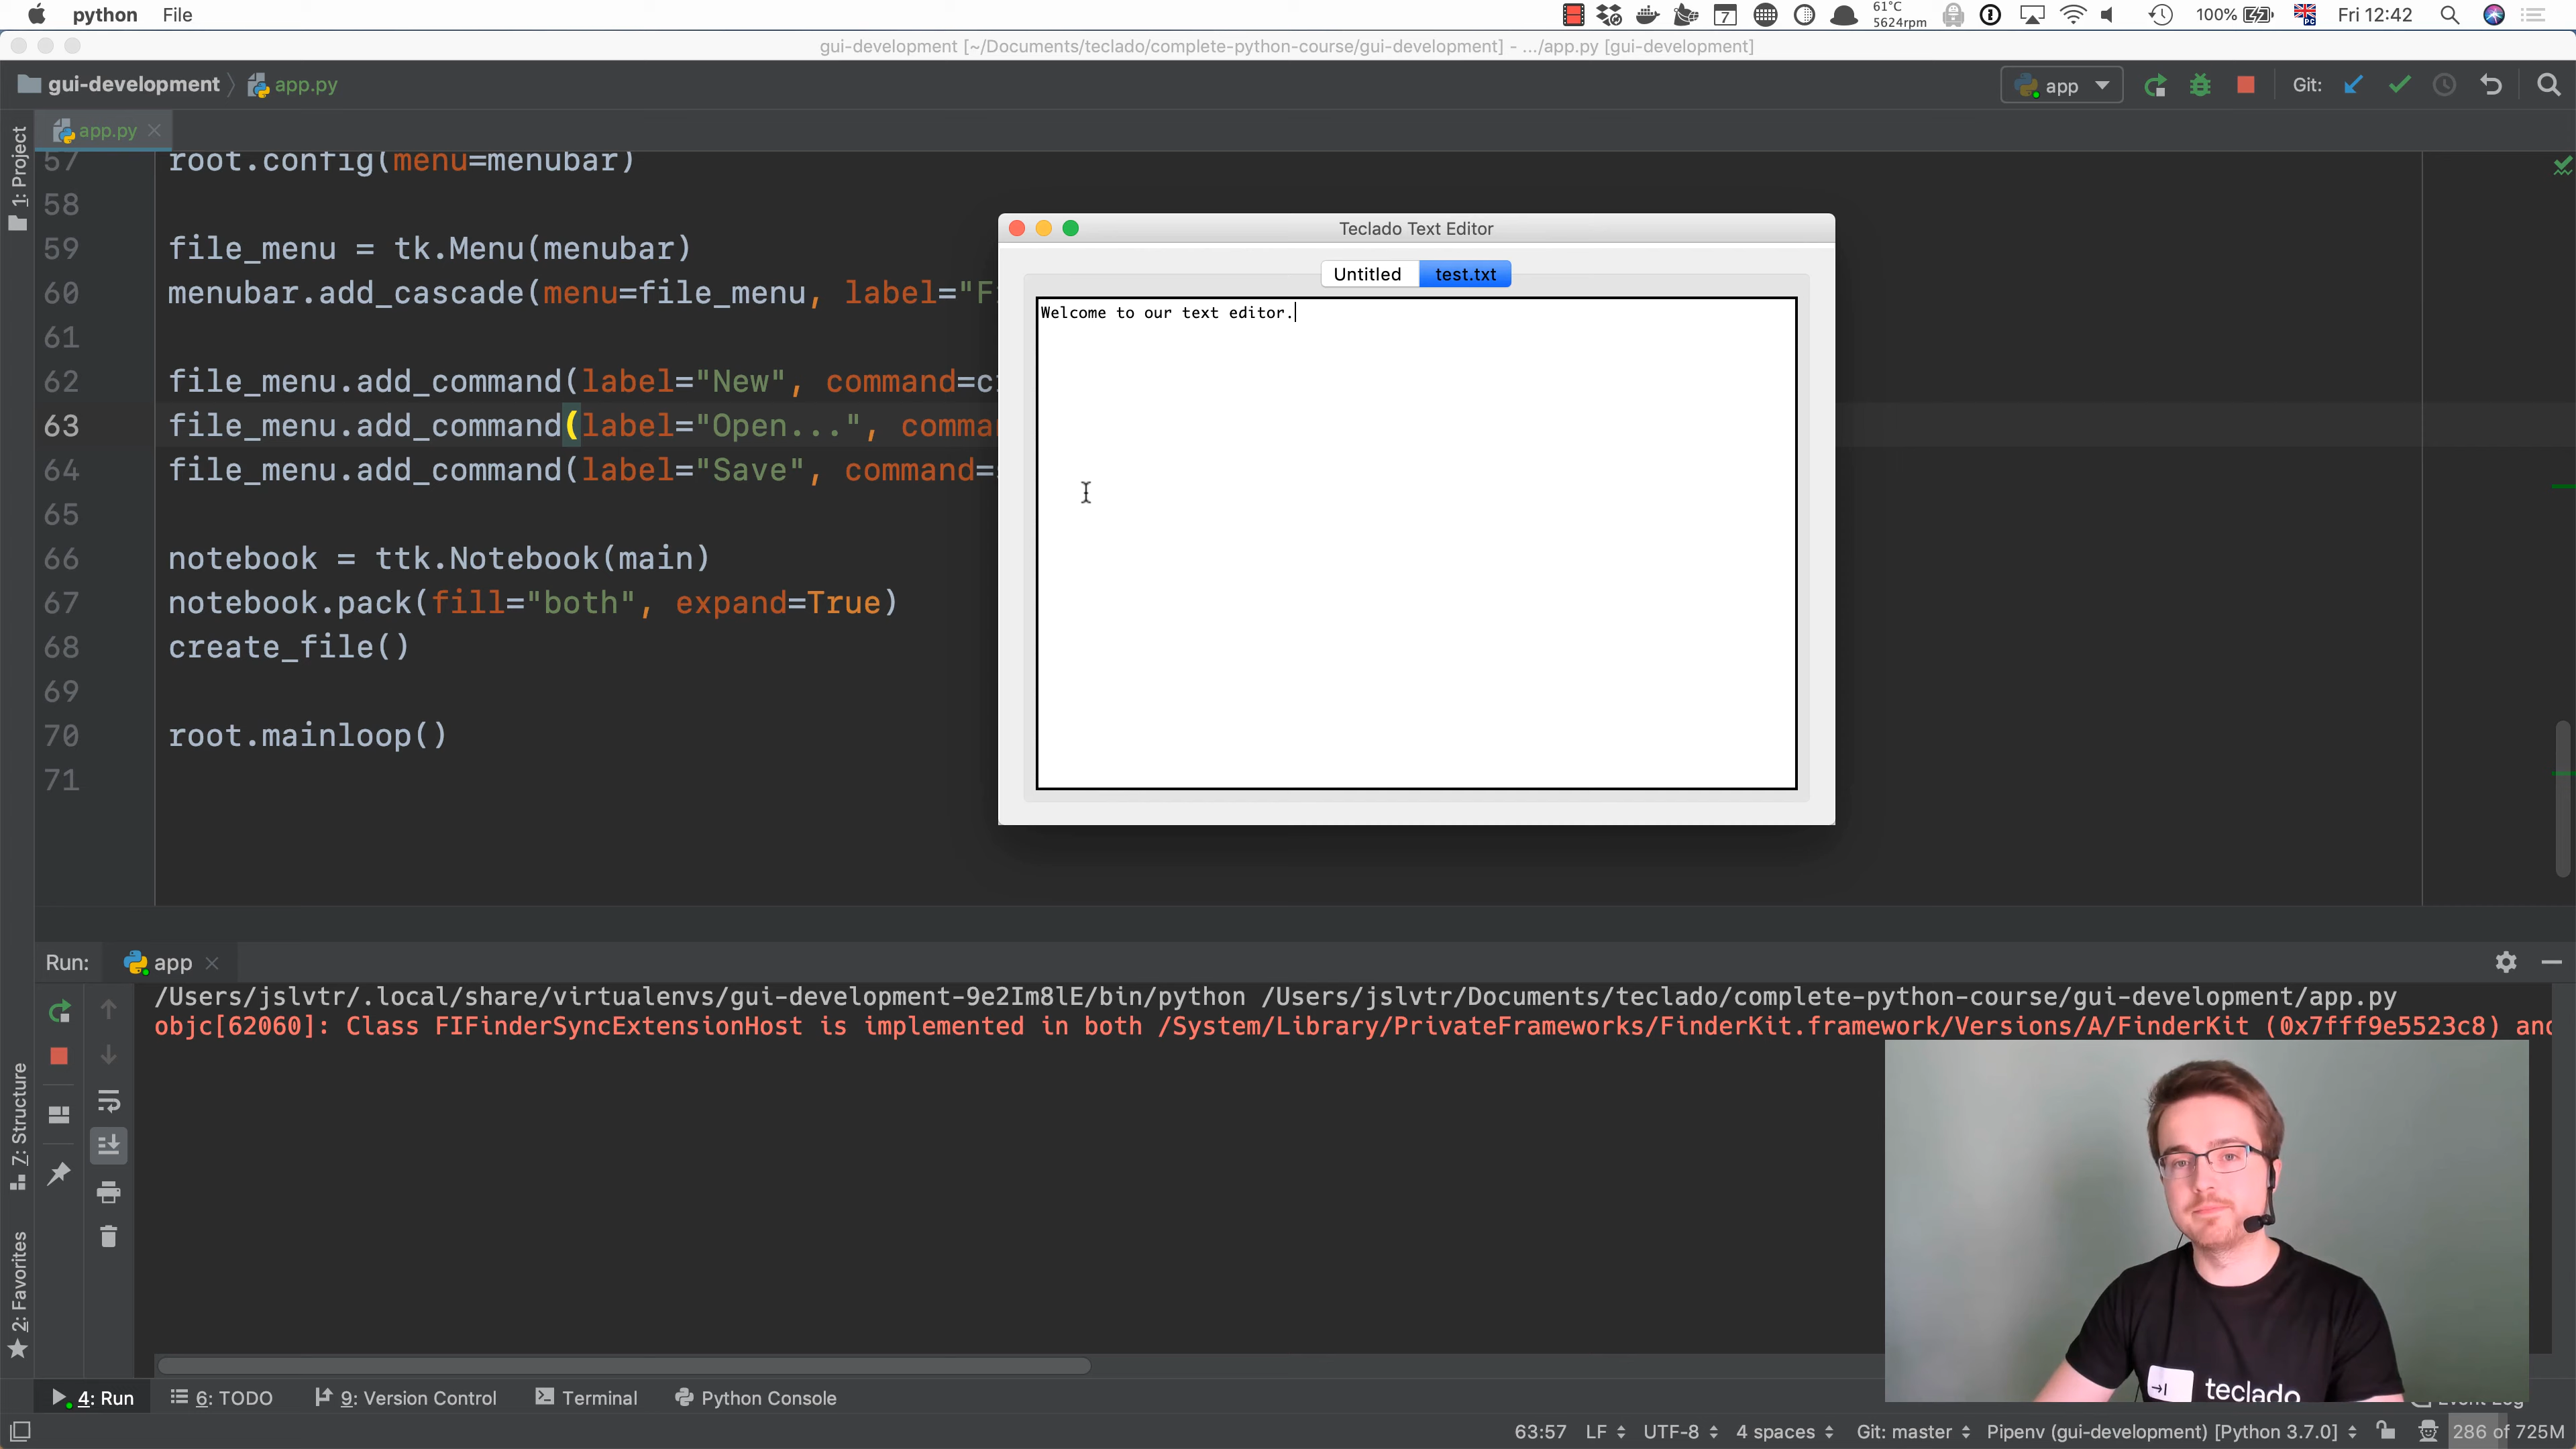 python File
61°C
5624rpm
7
100%
PC
Fri 12:42
gui-development [~/Documents/teclado/complete-python-course/gui-development] - .../app.py [gui-development]
gui-development app.py
app
Git:
1: Project
app.py
57 root.config(menu=menubar)
58
59 file_menu = tk.Menu(menubar)
60 menubar.add_cascade(menu=file_menu, label="F
61
62 file_menu.add_command(label="New", command=c
63 file_menu.add_command(label="Open...", comma
64 file_menu.add_command(label="Save", command=
65
66 notebook = ttk.Notebook(main)
67 notebook.pack(fill="both", expand=True)
68 create_file()
69
70 root.mainloop()
71
Teclado Text Editor
Untitled test.txt
Welcome to our text editor.
Run: app
/Users/jslvtr/.local/share/virtualenvs/gui-development-9e2Im8lE/bin/python /Users/jslvtr/Documents/teclado/complete-python-course/gui-development/app.py
objc[62060]: Class FIFinderSyncExtensionHost is implemented in both /System/Library/PrivateFrameworks/FinderKit.framework/Versions/A/FinderKit (0x7fff9e5523c8) and
Z: Structure
2: Favorites
teclado
4: Run 6: TODO 9: Version Control Terminal Python Console
63:57 LF UTF-8 4 spaces Git: master Pipenv (gui-development) [Python 3.7.0] 286 of 725M